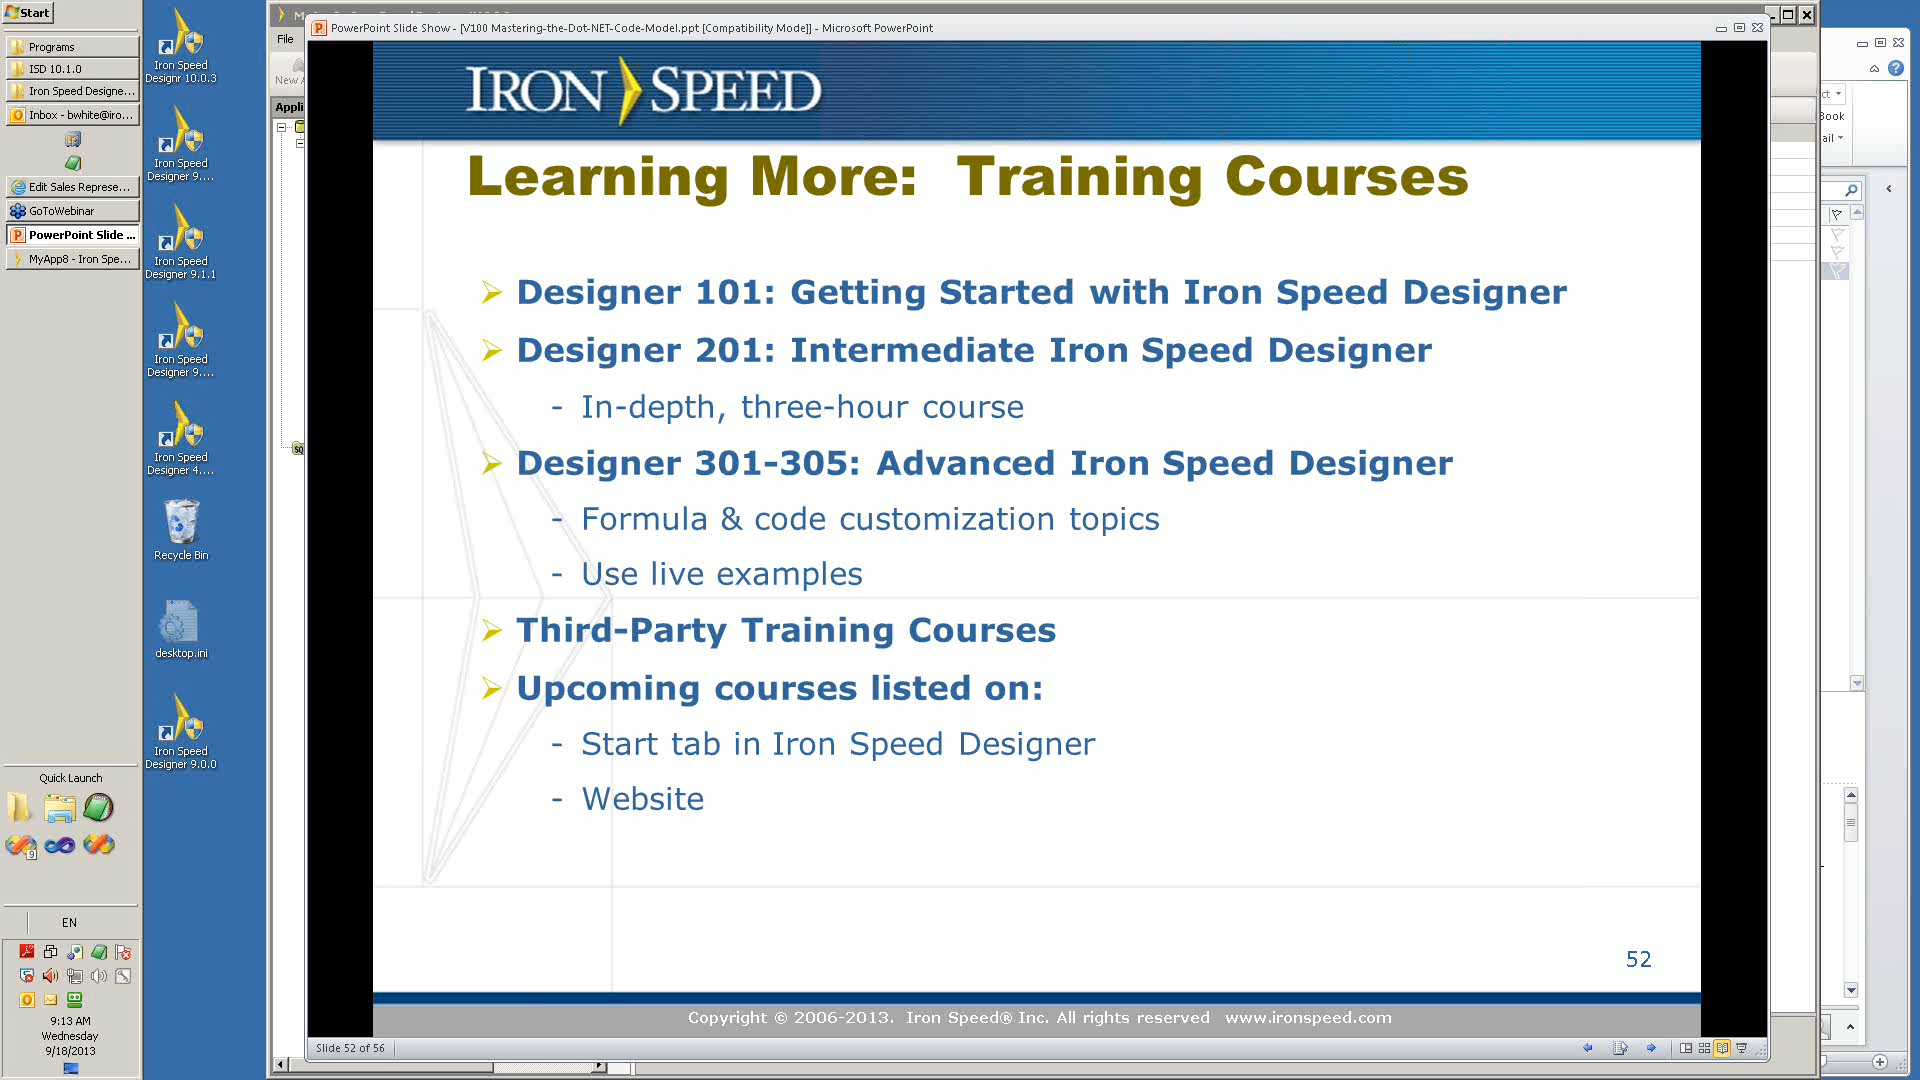 Start
Programs
ISD 10.1.0
Iron Speed Designe...
Inbox - bwhite@iro...
Edit Sales Represe...
GoToWebinar
PowerPoint Slide ...
MyApp8 - Iron Spe...
Quick Launch
9
EN
9:13 AM
Wednesday
9/18/2013
Iron Speed
Designr 10.0.3
Iron Speed
Designer 9....
Iron Speed
Designer 9.1.1
Iron Speed
Designer 9....
Iron Speed
Designer 4....
Recycle Bin
desktop.ini
Iron Speed
Designer 9.0.0
File
New
Appli
PowerPoint Slide Show - [V100 Mastering-the-Dot-NET-Code-Model.ppt [Compatibility Mode]] - Microsoft PowerPoint
IRON SPEED
Learning More: Training Courses
Designer 101: Getting Started with Iron Speed Designer
Designer 201: Intermediate Iron Speed Designer
- In-depth, three-hour course
Designer 301-305: Advanced Iron Speed Designer
- Formula & code customization topics
- Use live examples
Third-Party Training Courses
Upcoming courses listed on:
- Start tab in Iron Speed Designer
- Website
52
Copyright © 2006-2013. Iron Speed® Inc. All rights reserved www.ironspeed.com
Slide 52 of 56
ct
Book
ail